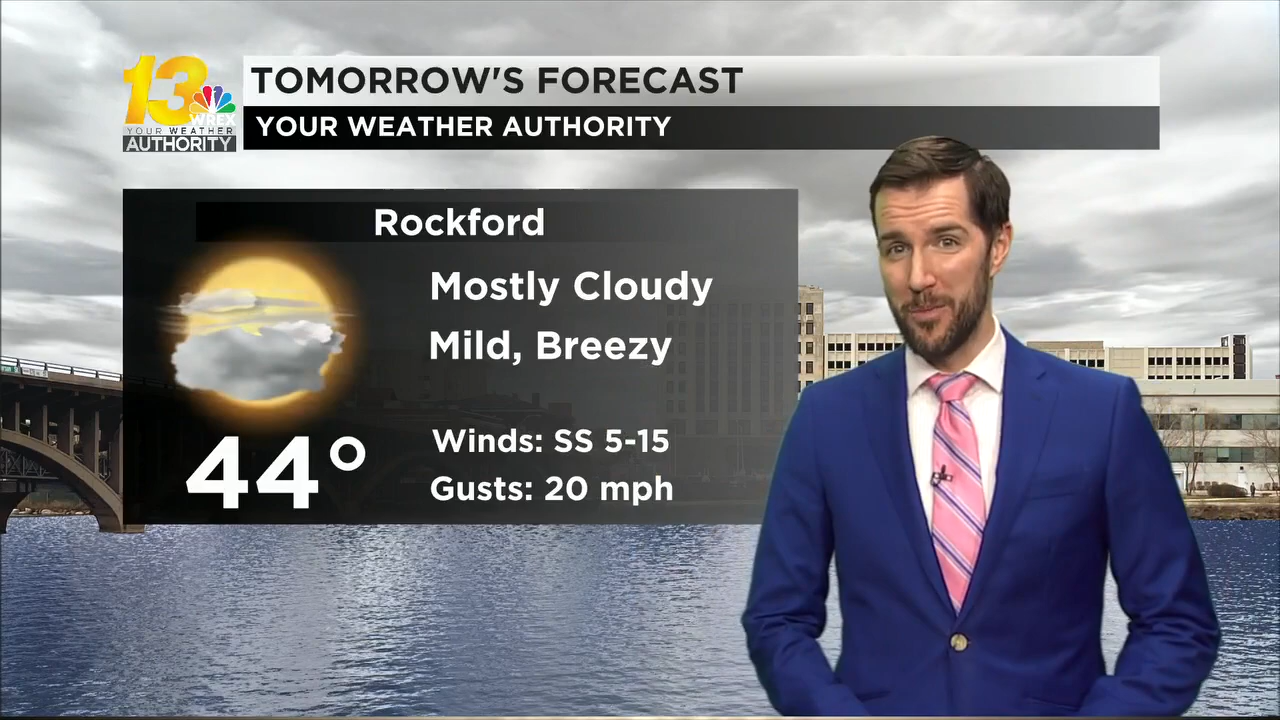 13
WREX
YOUR WEATHER
AUTHORITY
TOMORROW'S FORECAST
YOUR WEATHER AUTHORITY
Rockford
Mostly Cloudy
Mild, Breezy
44°
Winds: SS 5-15
Gusts: 20 mph